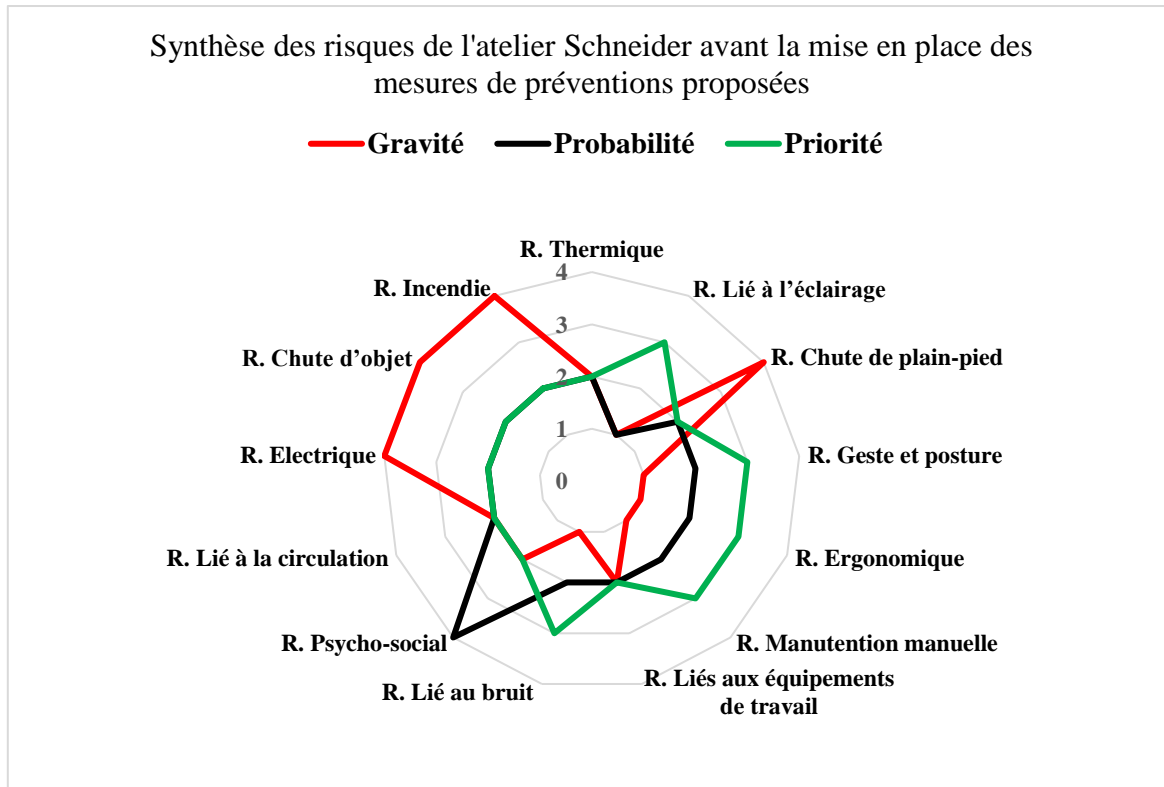 Synthèse des risques de l'atelier Schneider avant la mise en place des
mesures de préventions proposées
Gravité Probabilité Priorité
R. Thermique
R. Lié à l’éclairage
R. Chute de plain-pied
R. Geste et posture
R. Ergonomique
R. Manutention manuelle
R. Liés aux équipements
de travail
R. Lié au bruit
R. Psycho-social
R. Lié à la circulation
R. Electrique
R. Chute d’objet
R. Incendie
4
3
2
1
0